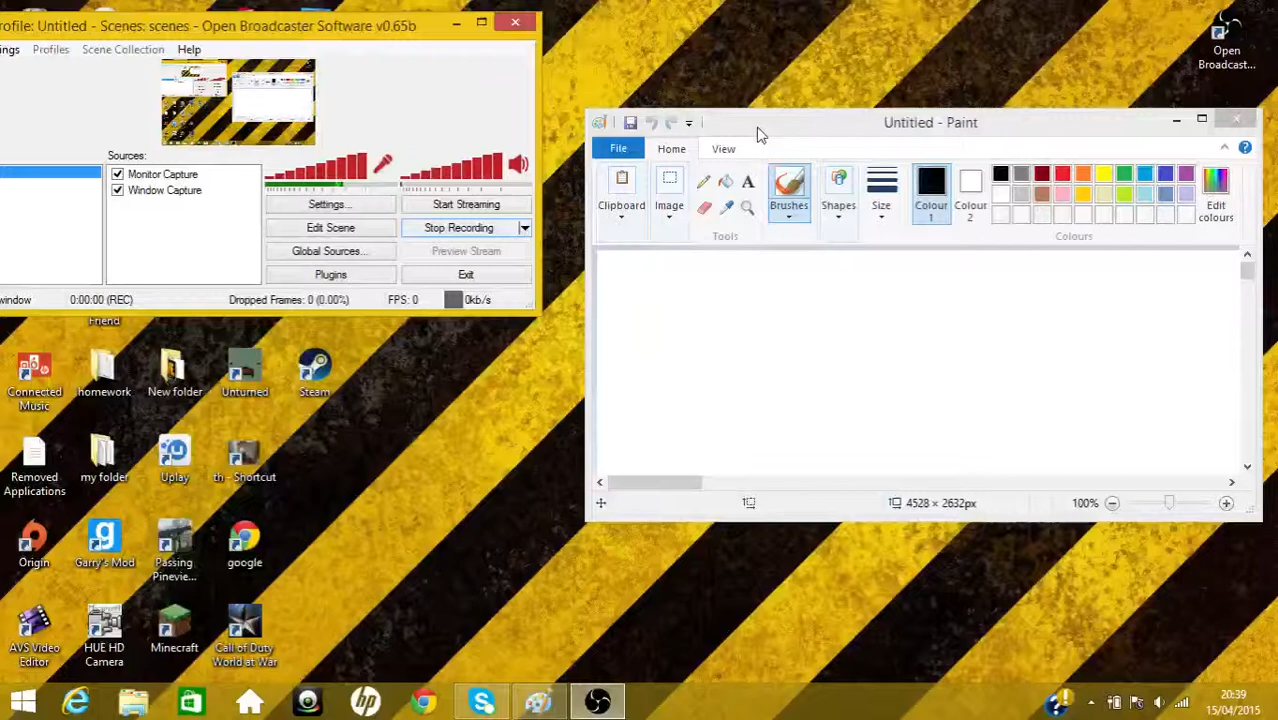 rofile: Untitled - Scenes: scenes - Open Broadcaster Software v0.65b
ngs Profiles Scene Collection Help
Sources:
Monitor Capture
Window Capture
Settings...
Start Streaming
Edit Scene
Stop Recording
Global Sources...
Preview Stream
Plugins
Exit
window 0:00:00 (REC) Dropped Frames: 0 (0.00%) FPS: 0 0kb/s
Open
Broadcast...
Untitled - Paint
File Home View
Clipboard
Image
Tools
Brushes
Shapes
Size
Colour
1
Colour
2
Edit
colours
Colours
4528 × 2632px
100%
Friend
Connected
Music
homework
New folder
Unturned
Steam
Removed
Applications
my folder
Uplay
th - Shortcut
Origin
Garry's Mod
Passing
Pinevie...
google
AVS Video
Editor
HUE HD
Camera
Minecraft
Call of Duty
World at War
20:39
15/04/2015